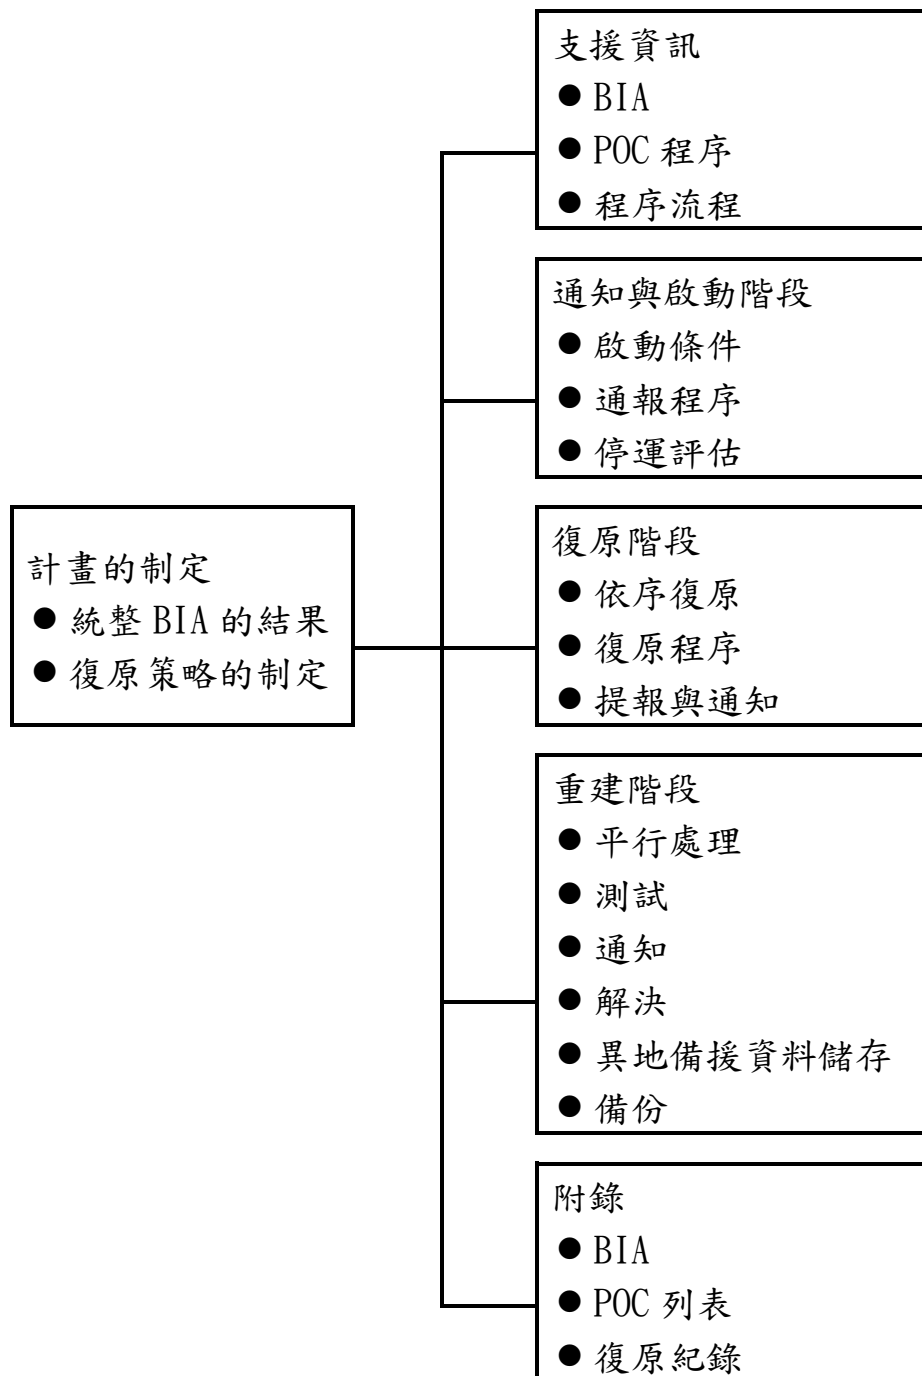 支援資訊
● BIA
● POC 程序
● 程序流程
通知與啟動階段
● 啟動條件
● 通報程序
● 停運評估
計畫的制定
● 統整 BIA 的結果
● 復原策略的制定
復原階段
● 依序復原
● 復原程序
● 提報與通知
重建階段
● 平行處理
● 測試
● 通知
● 解決
● 異地備援資料儲存
● 備份
附錄
● BIA
● POC 列表
● 復原紀錄